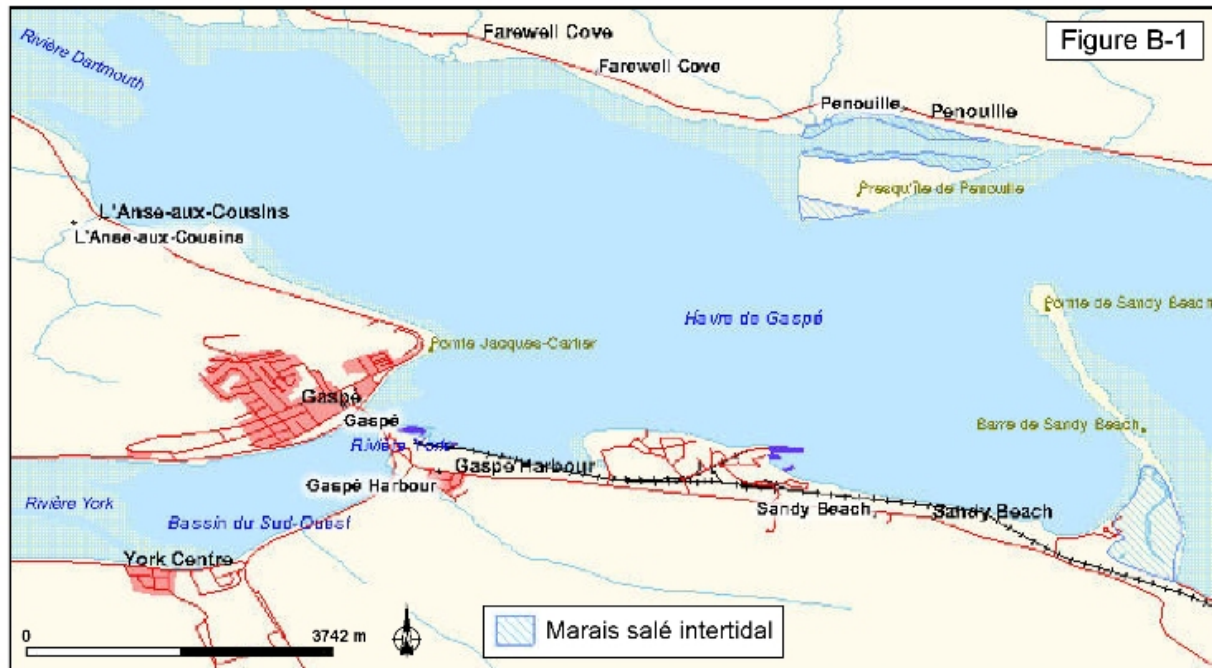 Farewell Cove
Figure B-1
Rivière Dartmouth
Farewell Cove
Penouille
Penouille
Presqu'île de Penouille
L'Anse-aux-Cousins
L'Anse-aux-Cousins
Pointe de Sandy Beach
Havre de Gaspé
Pointe Jacques-Cartier
Gaspé
Gaspé
Barre de Sandy Beach
Rivière York
Gaspé Harbour
Gaspé Harbour
Rivière York
Sandy Beach
Sandy Beach
Bassin du Sud-Ouest
York Centre
0
3742 m
Marais salé intertidal